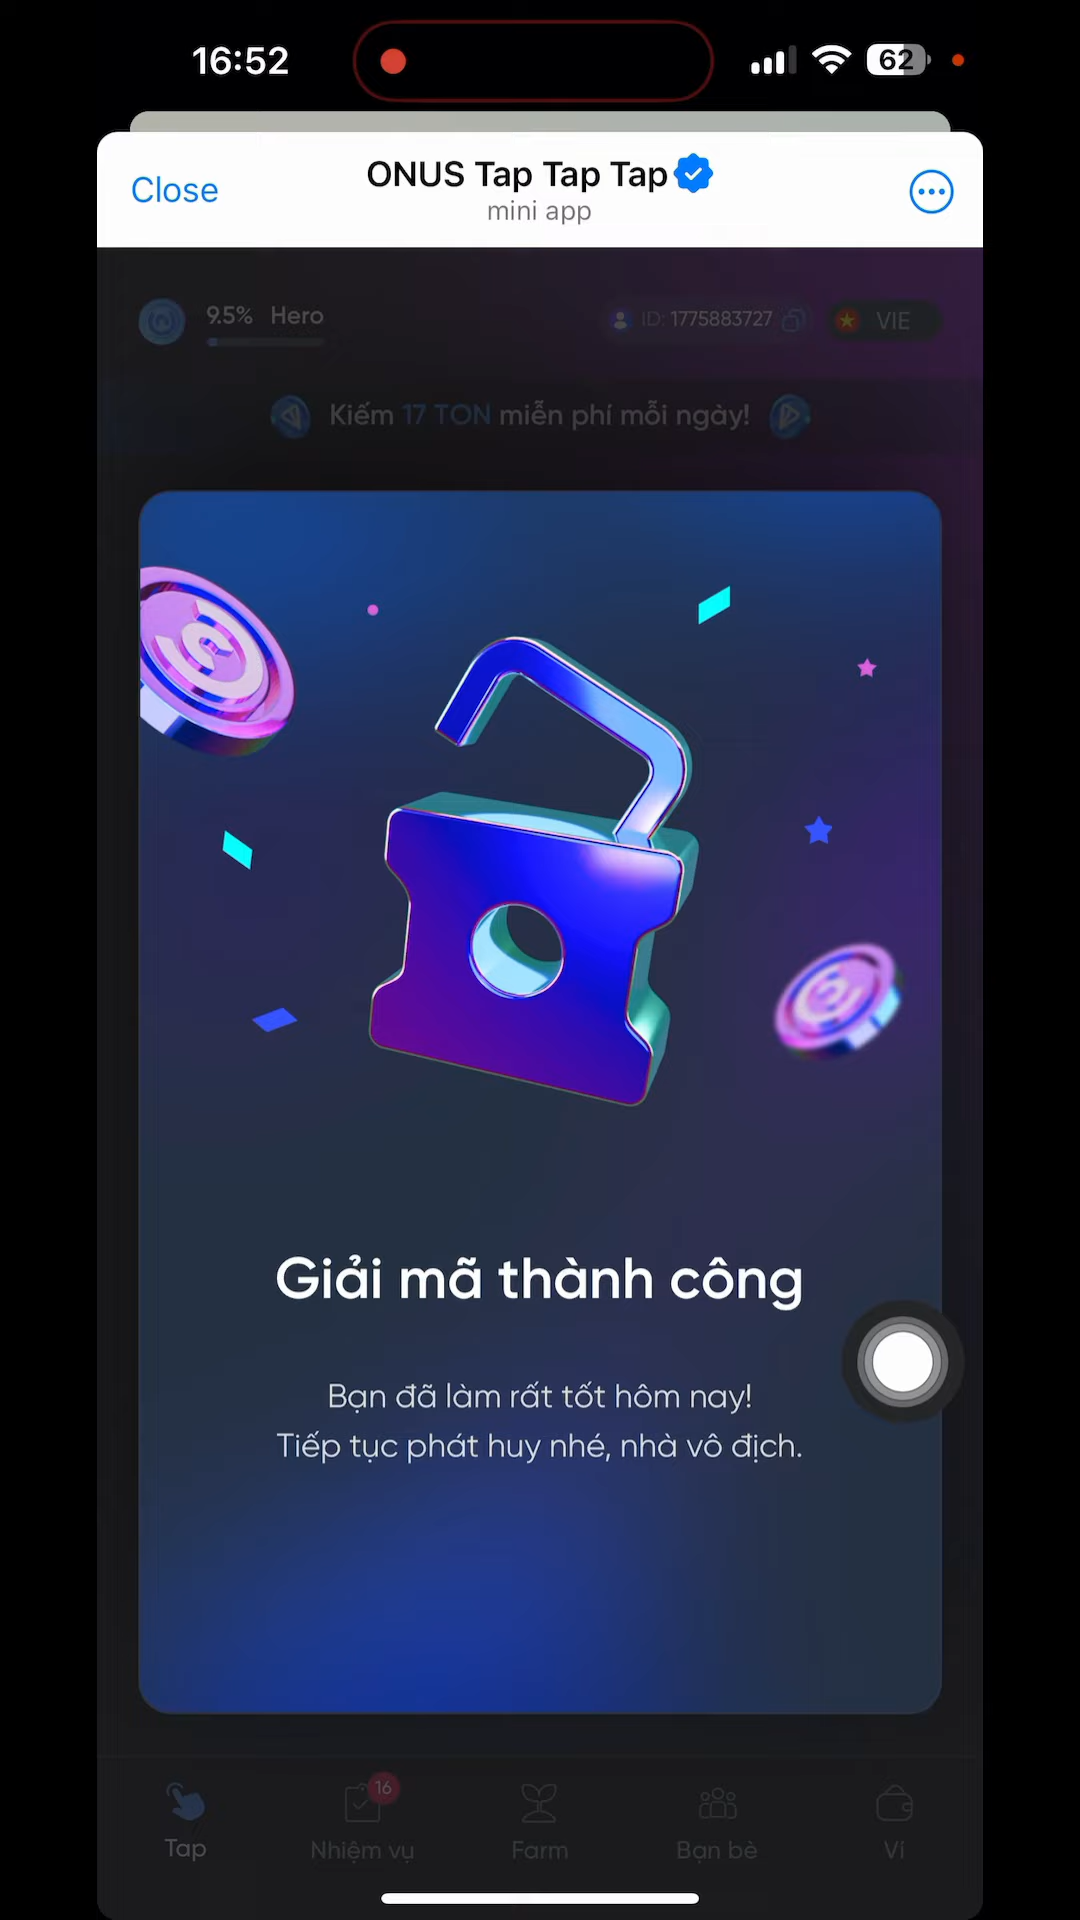 16:52
62
Close
ONUS Tap Tap Tap
mini app
9.5% Hero
ID: 1775883727
VIE
Kiếm 17 TON miễn phí mỗi ngày!
Giải mã thành công
Bạn đã làm rất tốt hôm nay!
Tiếp tục phát huy nhé, nhà vô địch.
16
Tap
Nhiệm vụ
Farm
Bạn bè
Ví